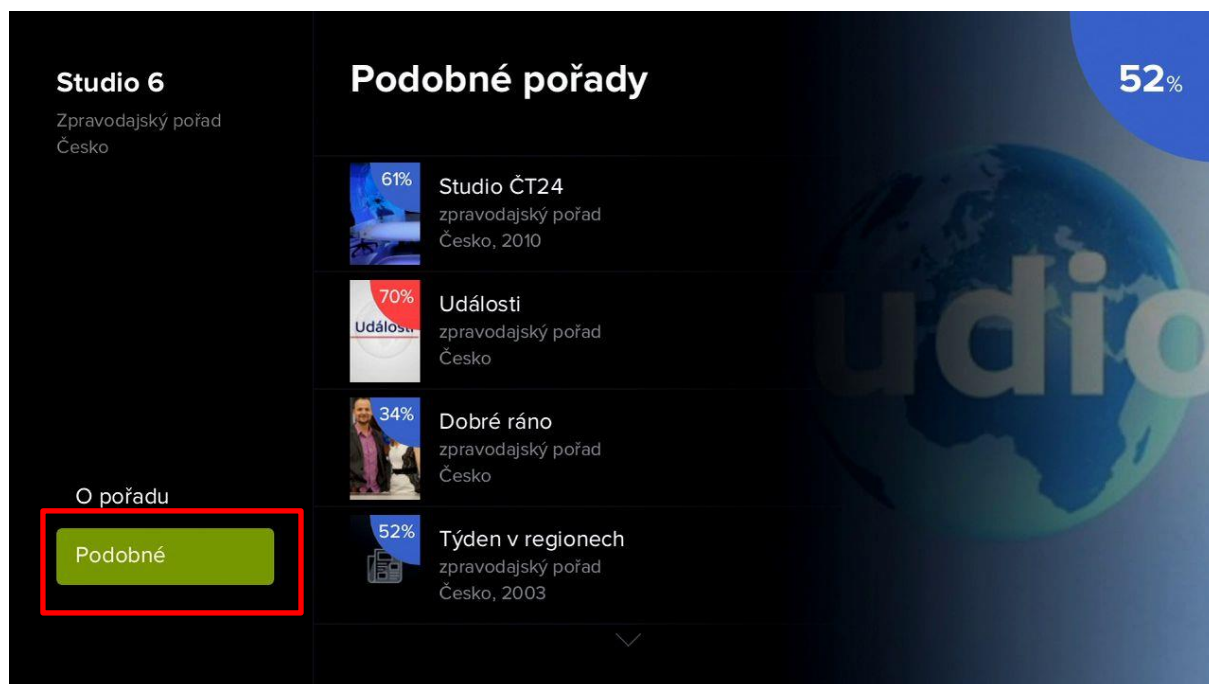 Studio 6
Zpravodajský pořad
Česko
O pořadu
Podobné
Podobné pořady
61%
Studio ČT24
zpravodajský pořad
Česko, 2010
70%
Události
Události
zpravodajský pořad
Česko
34%
Dobré ráno
zpravodajský pořad
Česko
52%
Týden v regionech
zpravodajský pořad
Česko, 2003
52%
udio